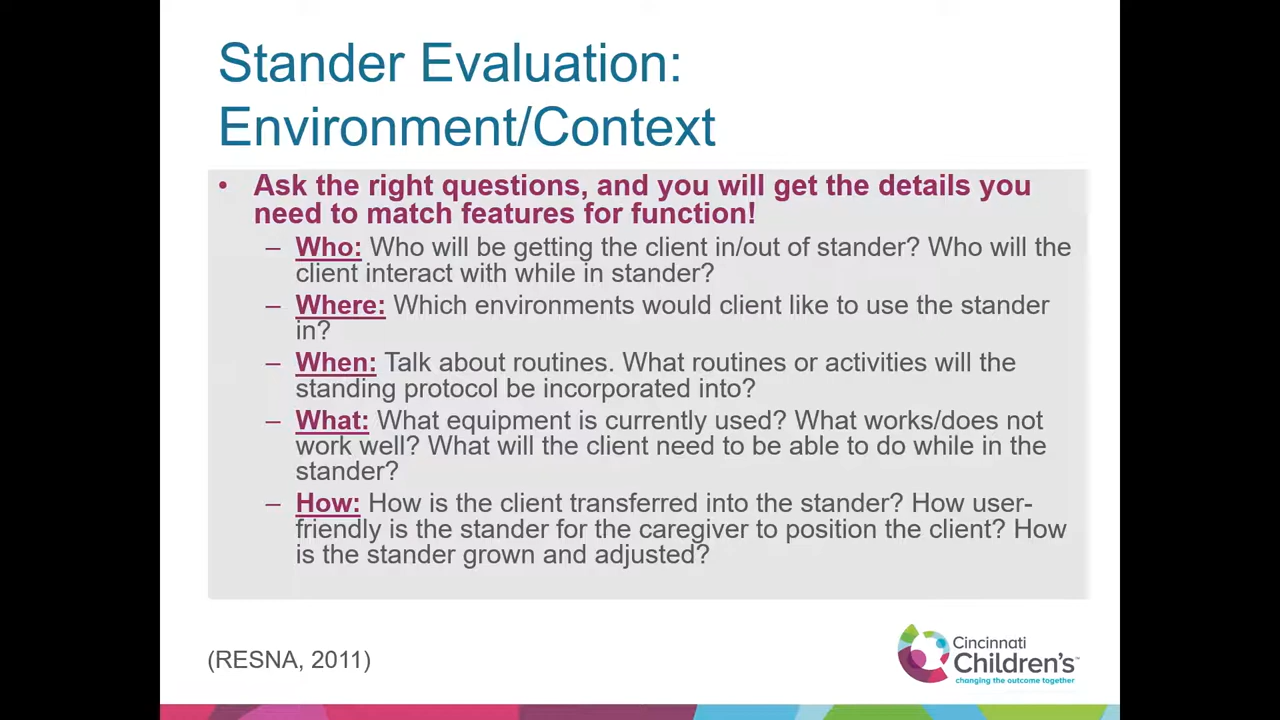 Stander Evaluation:
Environment/Context
• Ask the right questions, and you will get the details you
need to match features for function!
– Who: Who will be getting the client in/out of stander? Who will the
client interact with while in stander?
– Where: Which environments would client like to use the stander
in?
– When: Talk about routines. What routines or activities will the
standing protocol be incorporated into?
– What: What equipment is currently used? What works/does not
work well? What will the client need to be able to do while in the
stander?
– How: How is the client transferred into the stander? How user-
friendly is the stander for the caregiver to position the client? How
is the stander grown and adjusted?
(RESNA, 2011)
Cincinnati
Children's™
changing the outcome together